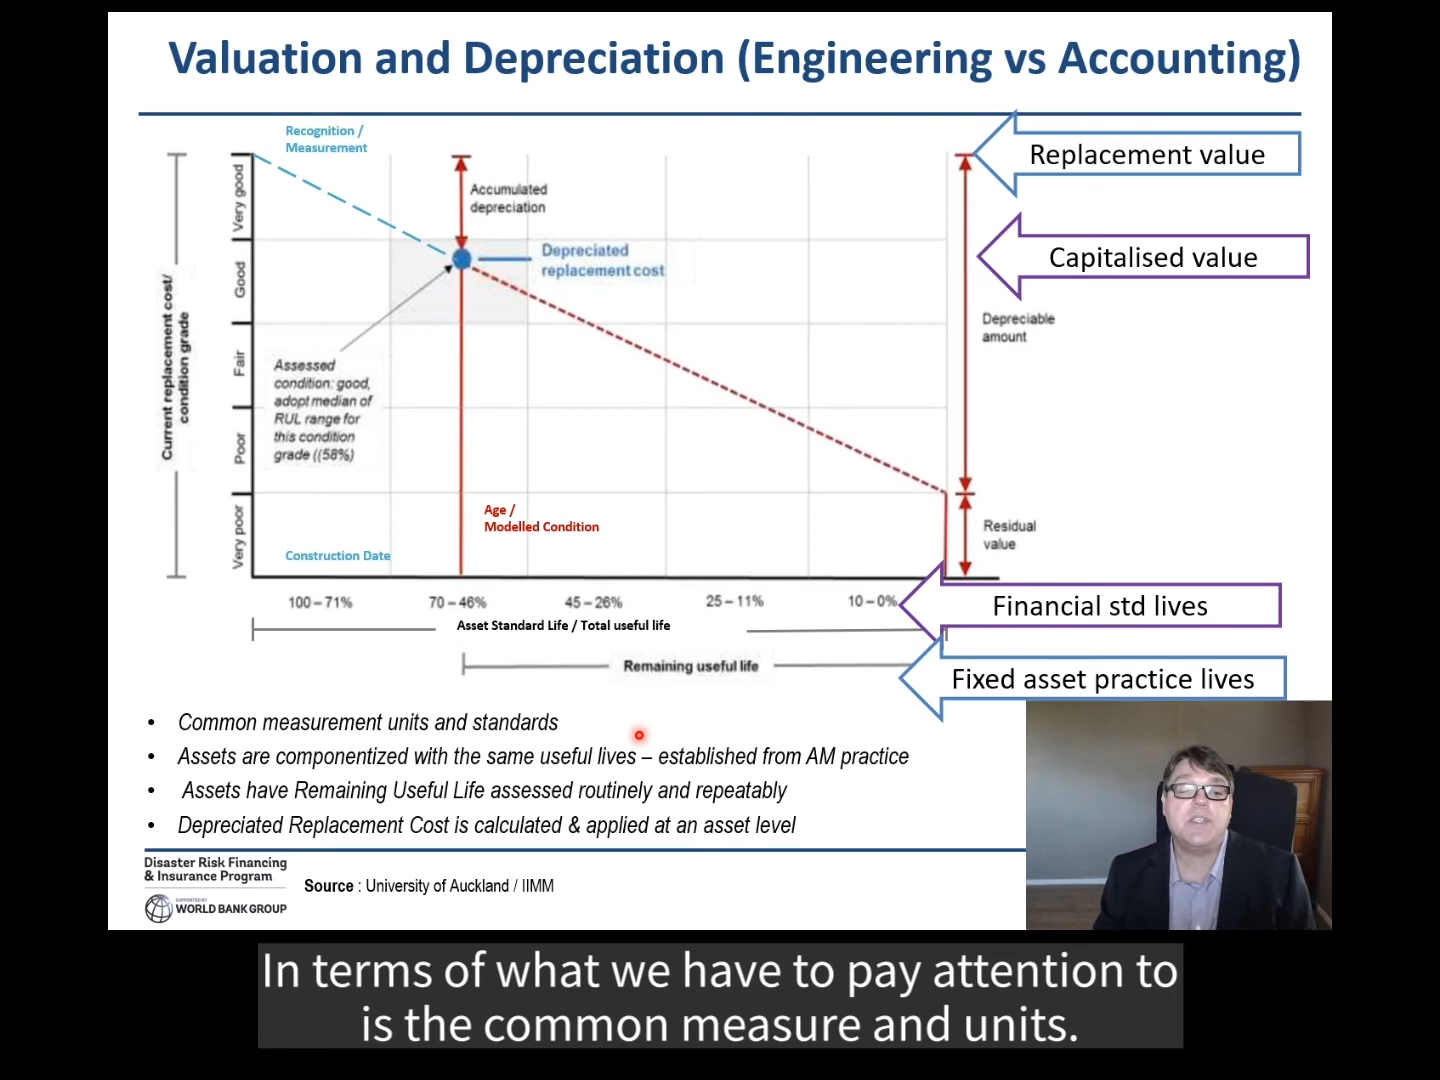 Valuation and Depreciation (Engineering vs Accounting)
Recognition /
Measurement
Replacement value
Accumulated
depreciation
Depreciated
replacement cost
Capitalised value
Depreciable
amount
Current replacement cost/
condition grade
Very good
Good
Fair
Poor
Very poor
Assessed
condition: good,
adopt median of
RUL range for
this condition
grade ((58%)
Age /
Modelled Condition
Residual
value
Construction Date
100 – 71%
70 – 46%
45 – 26%
25 – 11%
10 – 0%
Financial std lives
Asset Standard Life / Total useful life
Remaining useful life
Fixed asset practice lives
• Common measurement units and standards
• Assets are componentized with the same useful lives – established from AM practice
• Assets have Remaining Useful Life assessed routinely and repeatably
• Depreciated Replacement Cost is calculated & applied at an asset level
Disaster Risk Financing
& Insurance Program
SUPPORTED BY
WORLD BANK GROUP
Source : University of Auckland / IIMM
In terms of what we have to pay attention to
is the common measure and units.